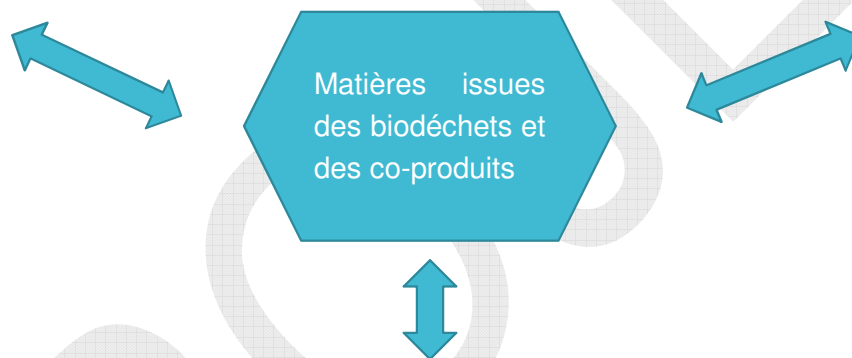 Matières issues
des biodéchets et
des co-produits